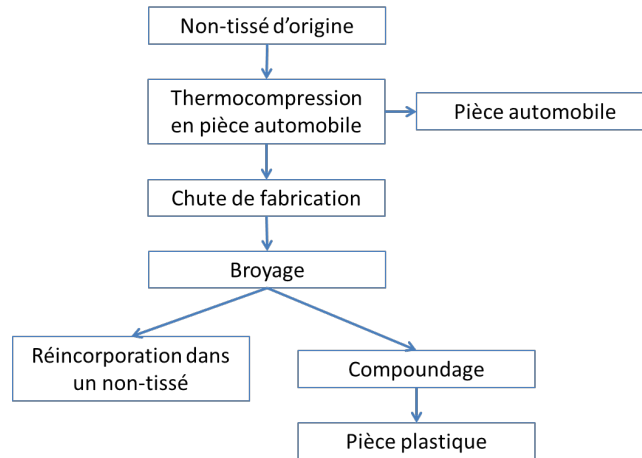 Non-tissé d'origine
Thermocompression
en pièce automobile
Pièce automobile
Chute de fabrication
Broyage
Réincorporation dans
un non-tissé
Compoundage
Pièce plastique